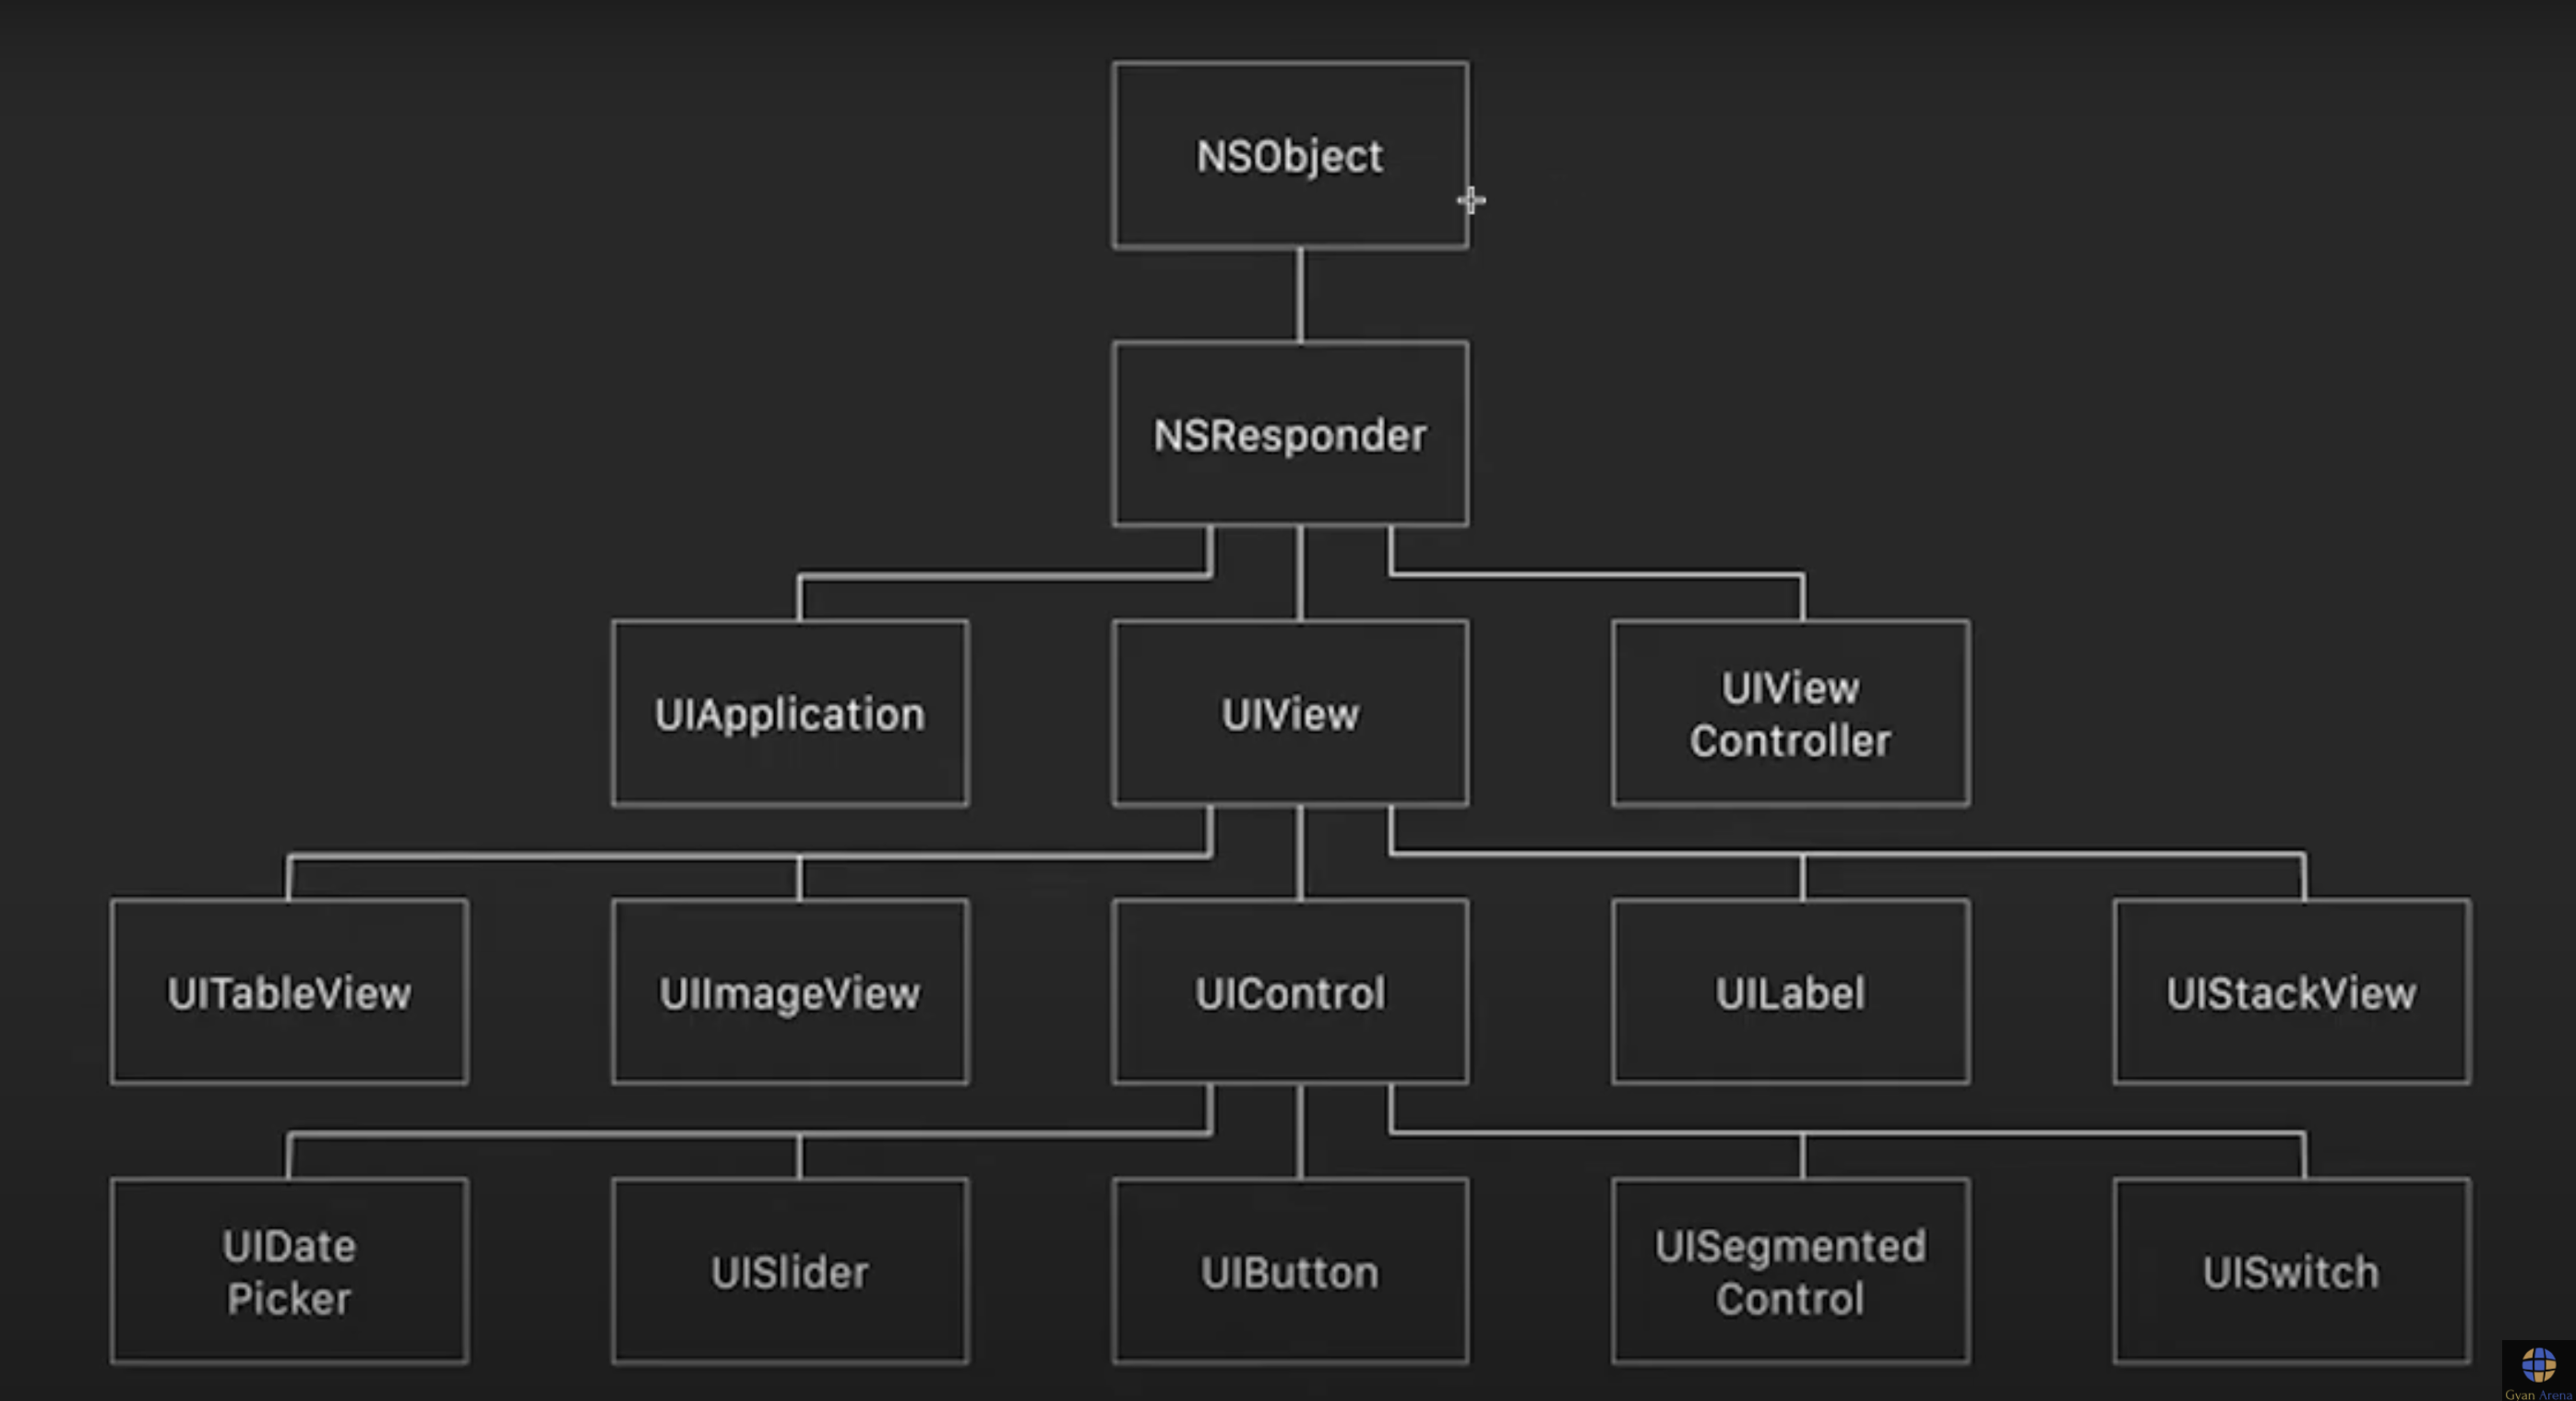 NSObject
NSResponder
UIApplication
UIView
UIView
Controller
UITableView
UIImageView
UIControl
UILabel
UIStackView
UIDate
Picker
UISlider
UIButton
UISegmented
Control
UISwitch
Gyan Arena